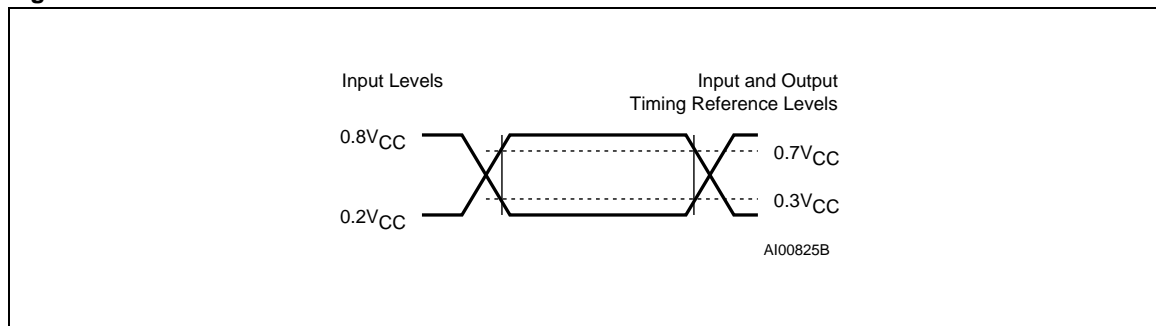 Input Levels
Input and Output
Timing Reference Levels
0.8VCC
0.7VCC
0.3VCC
0.2VCC
AI00825B